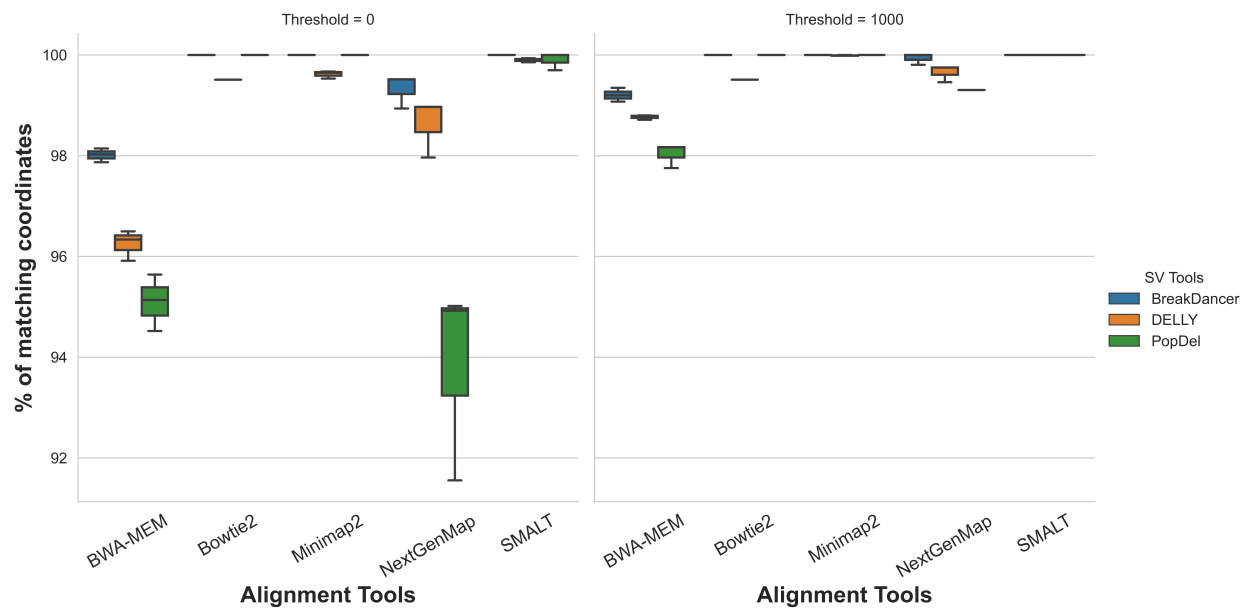 Threshold = 0
Threshold = 1000
% of matching coordinates
100
98
96
94
92
BWA-MEM
Bowtie2
Minimap2
NextGenMap
SMALT
BWA-MEM
Bowtie2
Minimap2
NextGenMap
SMALT
Alignment Tools
Alignment Tools
SV Tools
BreakDancer
DELLY
PopDel